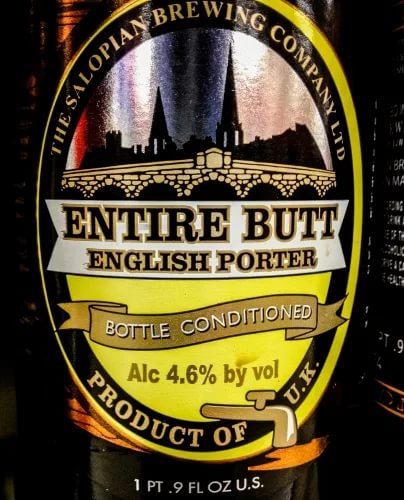 THE SALOPIAN BREWING COMPANY LTD
ENTIRE BUTT
ENGLISH PORTER
BOTTLE CONDITIONED
Alc 4.6% by vol
PRODUCT OF U.K.
1 PT .9 FL OZ U.S.